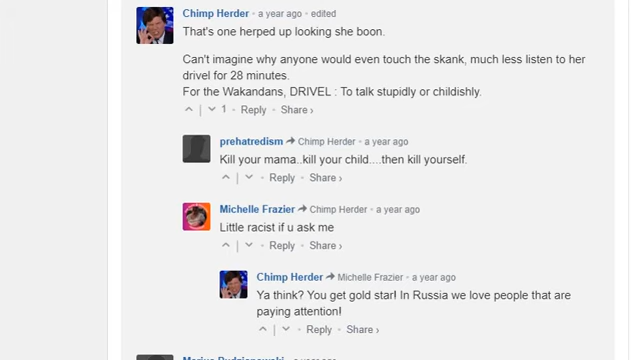 Chimp Herder • a year ago • edited
That's one herped up looking she boon.
Can't imagine why anyone would even touch the skank, much less listen to her
drivel for 28 minutes.
For the Wakandans, DRIVEL : To talk stupidly or childishly.
1 • Reply • Share ›
prehatredism Chimp Herder • a year ago
Kill your mama..kill your child....then kill yourself.
• Reply • Share ›
Michelle Frazier Chimp Herder • a year ago
Little racist if u ask me
• Reply • Share ›
Chimp Herder Michelle Frazier • a year ago
Ya think? You get gold star! In Russia we love people that are
paying attention!
• Reply • Share ›